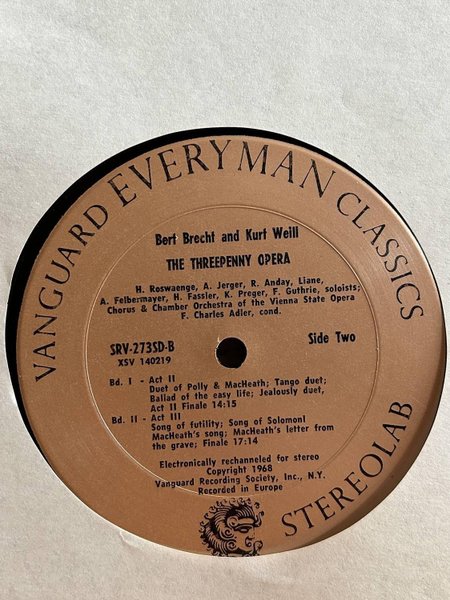 VANGUARD EVERYMAN CLASSICS
Bert Brecht and Kurt Weill
THE THREEPENNY OPERA
H. Roswaenge, A. Jerger, R. Anday, Liane,
A. Felbermayer, H. Fassler, K. Preger, F. Guthrie, soloists;
Chorus & Chamber Orchestra of the Vienna State Opera
F. Charles Adler, cond.
SRV-273SD-B
Side Two
XSV 140219
Bd. I - Act II
Duet of Polly & MacHeath; Tango duet;
Ballad of the easy life; Jealously duet,
Act II Finale 14:15
Bd. II - Act III
Song of futility; Song of Solomonl
MacHeath's song; MacHeath's letter from
the grave; Finale 17:14
Electronically rechanneled for stereo
Copyright 1968
Vanguard Recording Society, Inc., N.Y.
Recorded in Europe
STEREOLAB